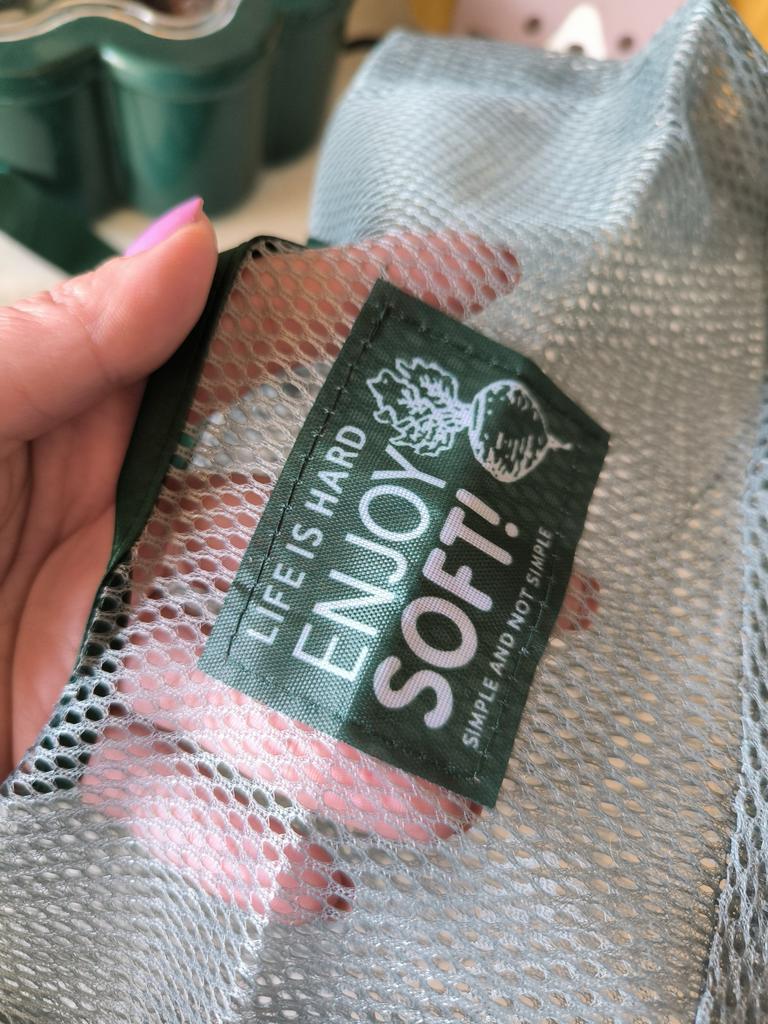 LIFE IS HARD
ENJOY
SOFT!
SIMPLE AND NOT SIMPLE